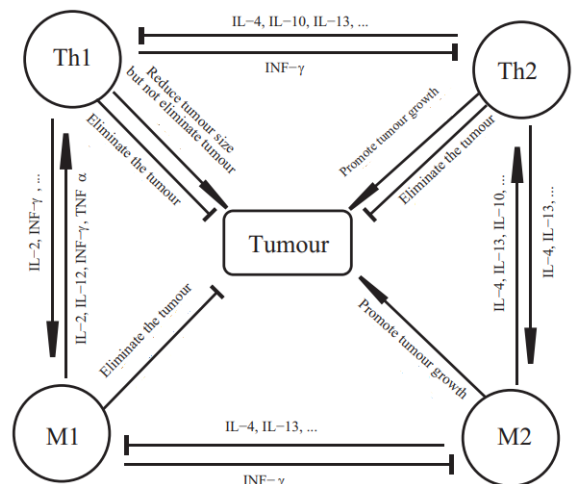 IL−4, IL−10, IL−13, ...
Th1
Th2
INF−γ
Reduce tumour size
but not eliminate tumour
Eliminate the tumour
Promote tumour growth
Eliminate the tumour
IL−2, INF−γ , ...
IL−2, IL−12, INF−γ, TNF α
Tumour
IL−4, IL−13, IL−10, ...
IL−4, IL−13, ...
Eliminate the tumour
Promote tumour growth
M1
IL−4, IL−13, ...
M2
INF−γ